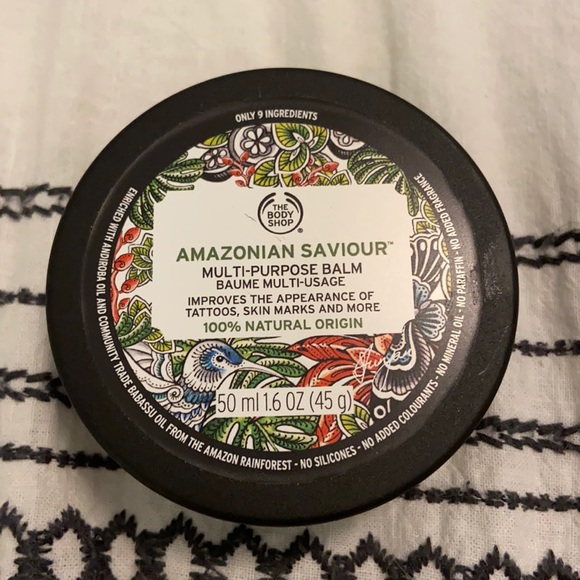 ONLY 9 INGREDIENTS
THE
BODY
SHOP
®
AMAZONIAN SAVIOUR™
MULTI-PURPOSE BALM
BAUME MULTI-USAGE
IMPROVES THE APPEARANCE OF
TATTOOS, SKIN MARKS AND MORE
100% NATURAL ORIGIN
50 ml 1.6 OZ (45 g)
ENRICHED WITH ANDIROBA OIL AND COMMUNITY TRADE BABASSU OIL FROM THE AMAZON RAINFOREST - NO SILICONES - NO ADDED COLOURANTS - NO MINERAL OIL - NO PARAFFIN - NO ADDED FRAGRANCE